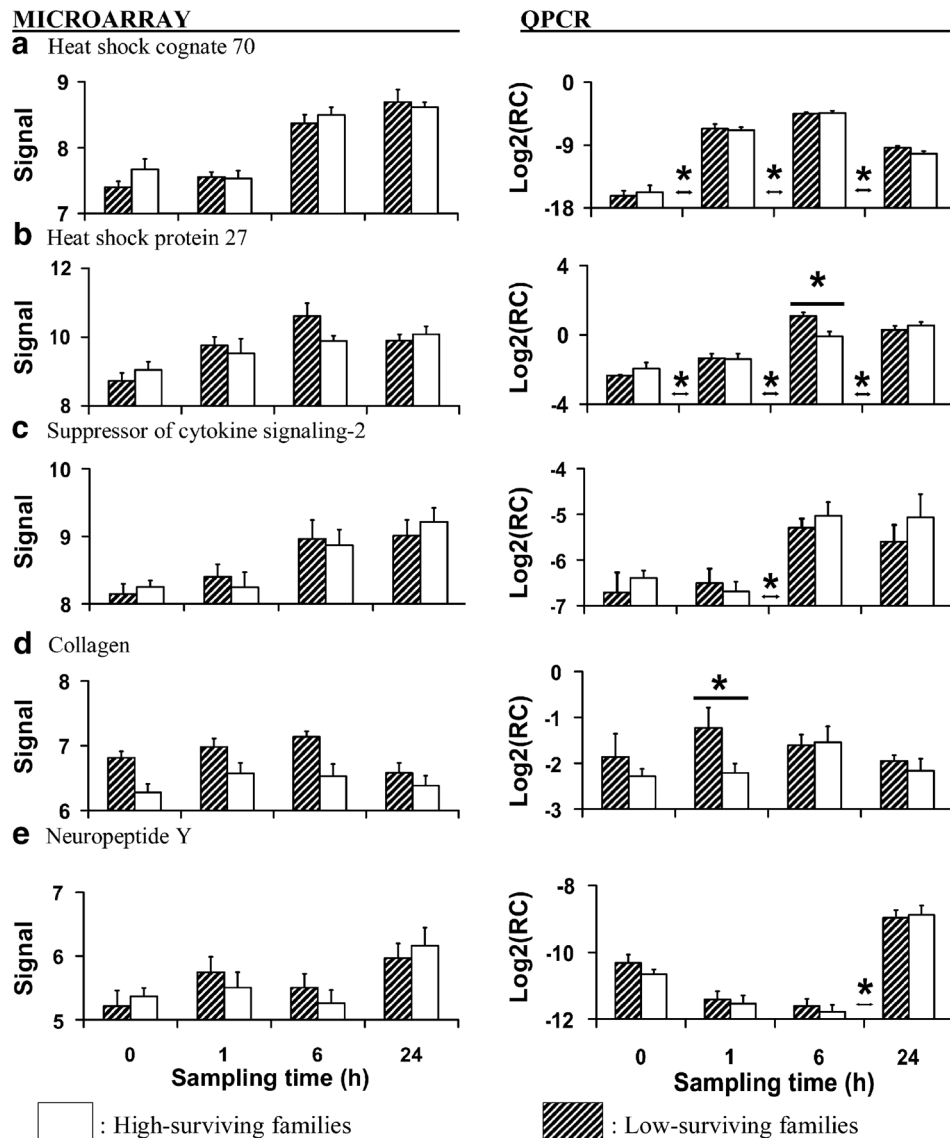 MICROARRAY
QPCR
a Heat shock cognate 70
Signal
9
8
7
Log2(RC)
0
-9
-18
* * *
b Heat shock protein 27
Signal
12
10
8
Log2(RC)
4
0
-4
*
* * *
c Suppressor of cytokine signaling-2
Signal
10
9
8
Log2(RC)
-4
-5
-6
-7
*
d Collagen
Signal
8
7
6
Log2(RC)
0
-1
-2
-3
*
e Neuropeptide Y
Signal
7
6
5
0 1 6 24
Sampling time (h)
Log2(RC)
-8
-10
-12
*
0 1 6 24
Sampling time (h)
: High-surviving families
: Low-surviving families